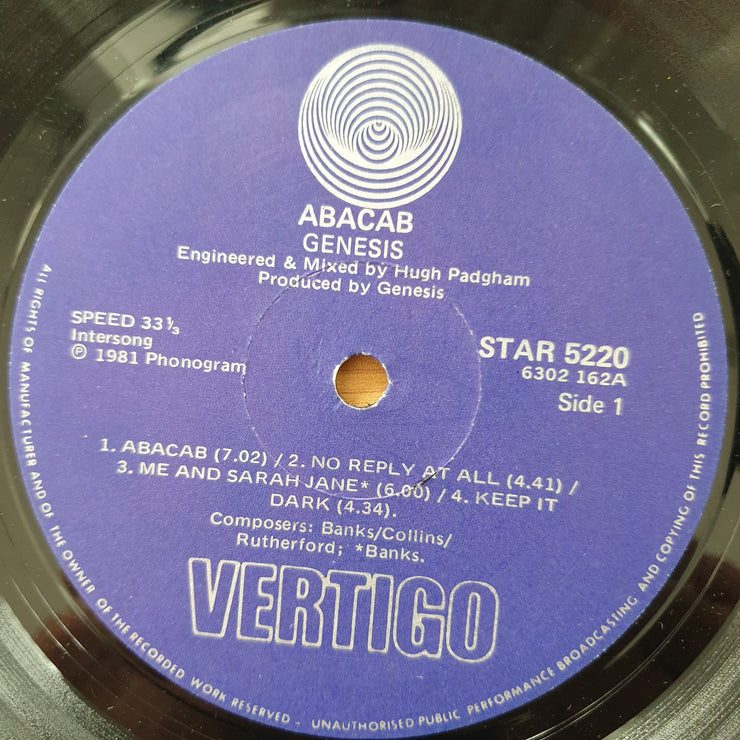 ABACAB
GENESIS
Engineered & Mixed by Hugh Padgham
Produced by Genesis
SPEED 33⅓
Intersong
Ⓟ 1981 Phonogram
STAR 5220
6302 162A
Side 1
1. ABACAB (7.02) / 2. NO REPLY AT ALL (4.41) /
3. ME AND SARAH JANE* (6.00) / 4. KEEP IT
DARK (4.34).
Composers: Banks/Collins/
Rutherford; *Banks.
VERTIGO
ALL RIGHTS OF MANUFACTURER AND OF THE OWNER OF THE RECORDED WORK RESERVED - UNAUTHORISED PUBLIC PERFORMANCE BROADCASTING AND COPYING OF THIS RECORD PROHIBITED